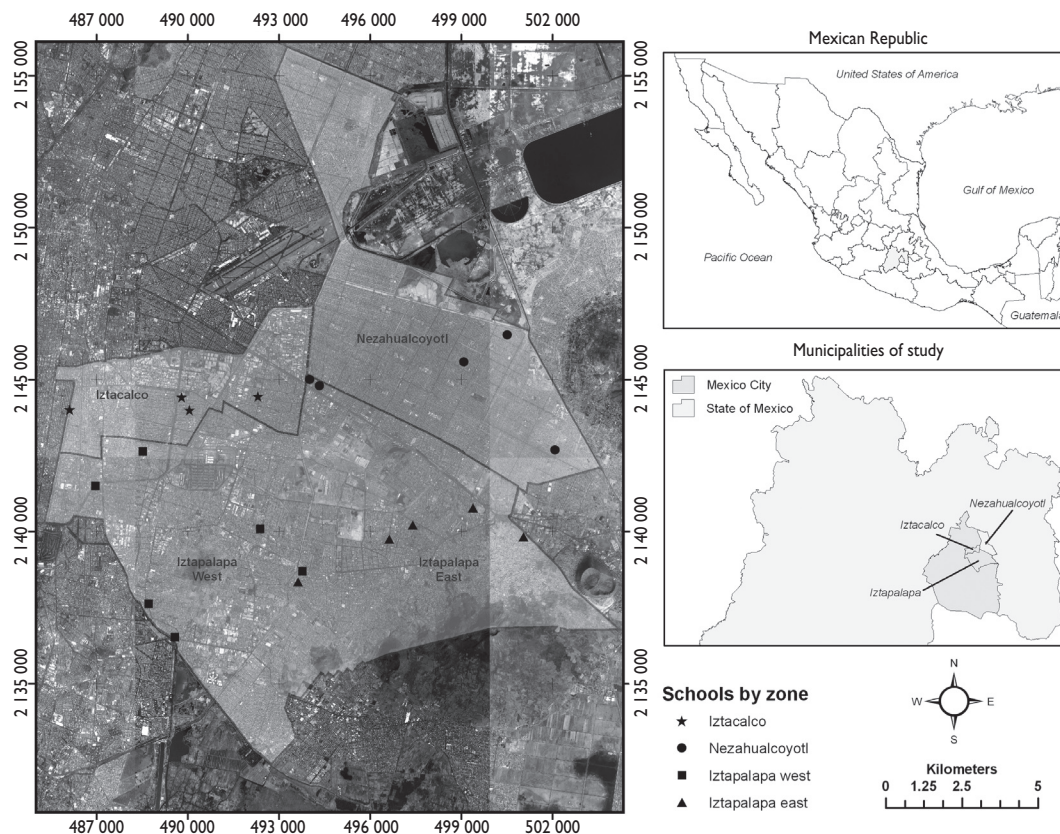 487 000 490 000 493 000 496 000 499 000 502 000
2 155 000
2 150 000
2 145 000
2 140 000
2 135 000
2 155 000
2 150 000
2 145 000
2 140 000
2 135 000
Nezahualcoyotl
Iztacalco
Iztapalapa
West
Iztapalapa
East
487 000 490 000 493 000 496 000 499 000 502 000
Mexican Republic
United States of America
Gulf of Mexico
Pacific Ocean
Guatemala
Municipalities of study
Mexico City
State of Mexico
Nezahualcoyotl
Iztacalco
Iztapalapa
Schools by zone
Iztacalco
Nezahualcoyotl
Iztapalapa west
Iztapalapa east
N
W E
S
Kilometers
0 1.25 2.5 5